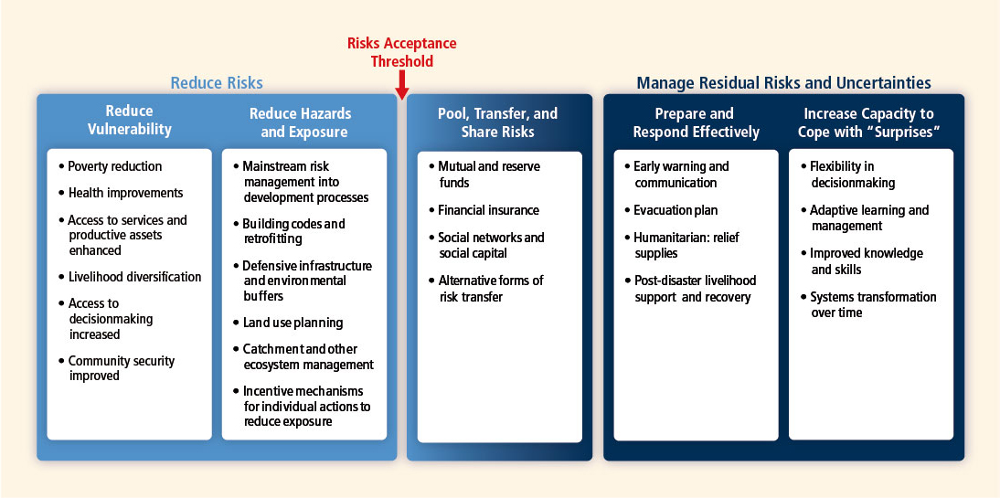 Risks Acceptance
Threshold
Reduce Risks
Manage Residual Risks and Uncertainties
Reduce
Vulnerability
• Poverty reduction
• Health improvements
• Access to services and
productive assets
enhanced
• Livelihood diversification
• Access to
decisionmaking
increased
• Community security
improved
Reduce Hazards
and Exposure
• Mainstream risk
management into
development processes
• Building codes and
retrofitting
• Defensive infrastructure
and environmental
buffers
• Land use planning
• Catchment and other
ecosystem management
• Incentive mechanisms
for individual actions to
reduce exposure
Pool, Transfer, and
Share Risks
• Mutual and reserve
funds
• Financial insurance
• Social networks and
social capital
• Alternative forms of
risk transfer
Prepare and
Respond Effectively
• Early warning and
communication
• Evacuation plan
• Humanitarian: relief
supplies
• Post-disaster livelihood
support and recovery
Increase Capacity to
Cope with “Surprises”
• Flexibility in
decisionmaking
• Adaptive learning and
management
• Improved knowledge
and skills
• Systems transformation
over time